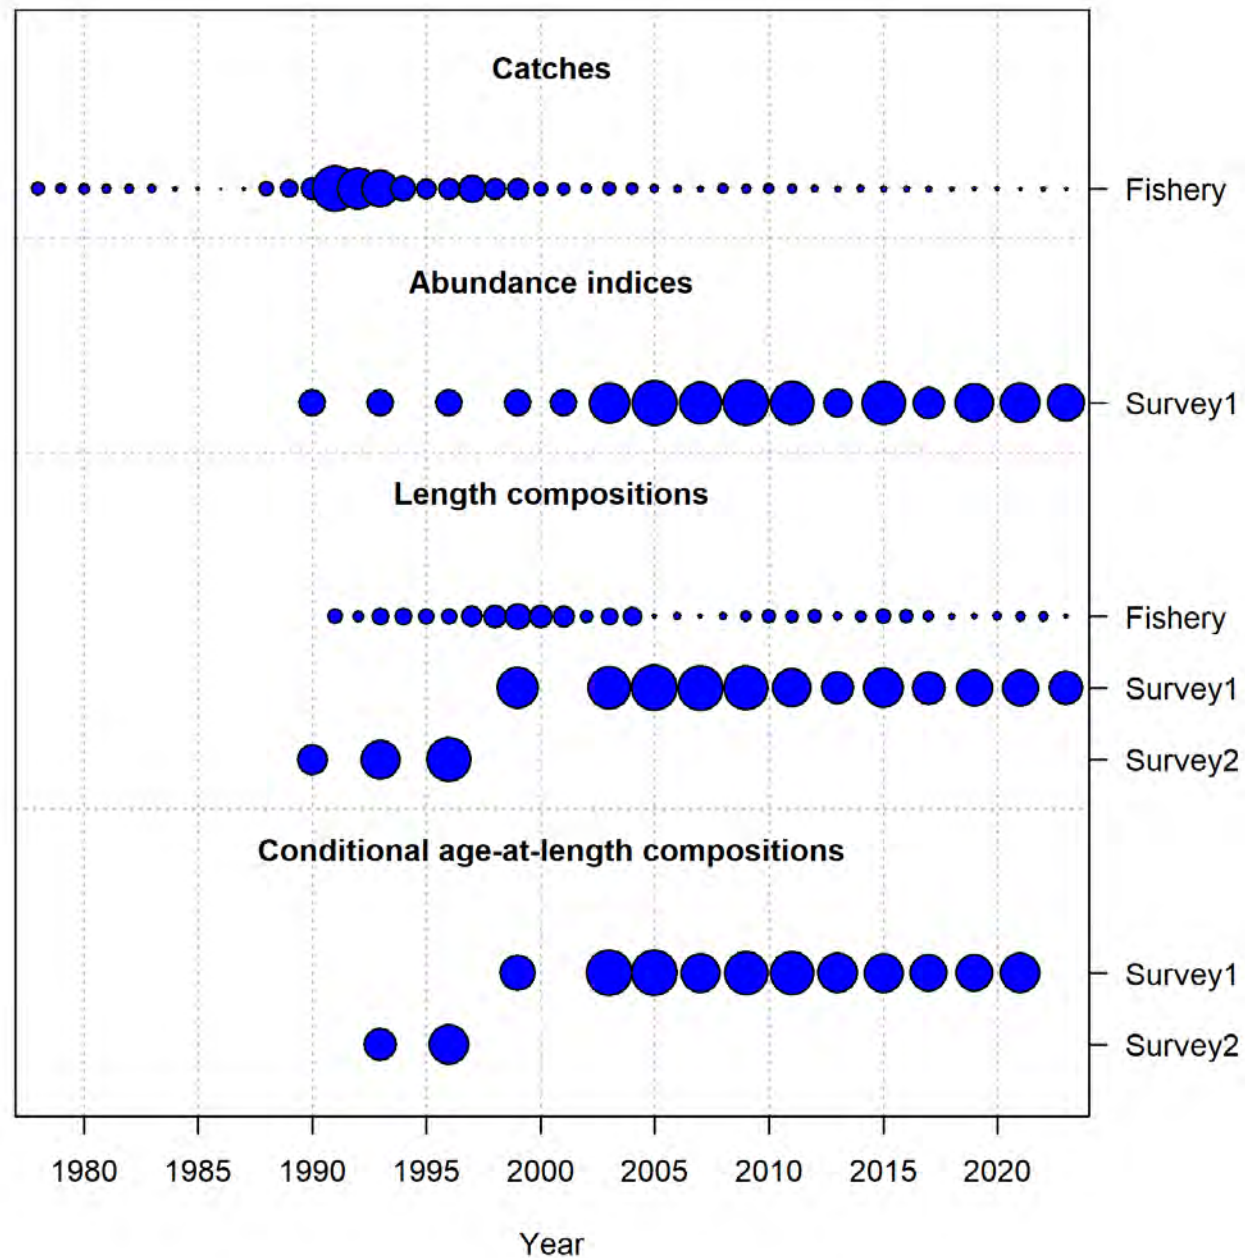 Catches
Fishery
Abundance indices
Survey1
Length compositions
Fishery
Survey1
Survey2
Conditional age-at-length compositions
Survey1
Survey2
1980 1985 1990 1995 2000 2005 2010 2015 2020
Year